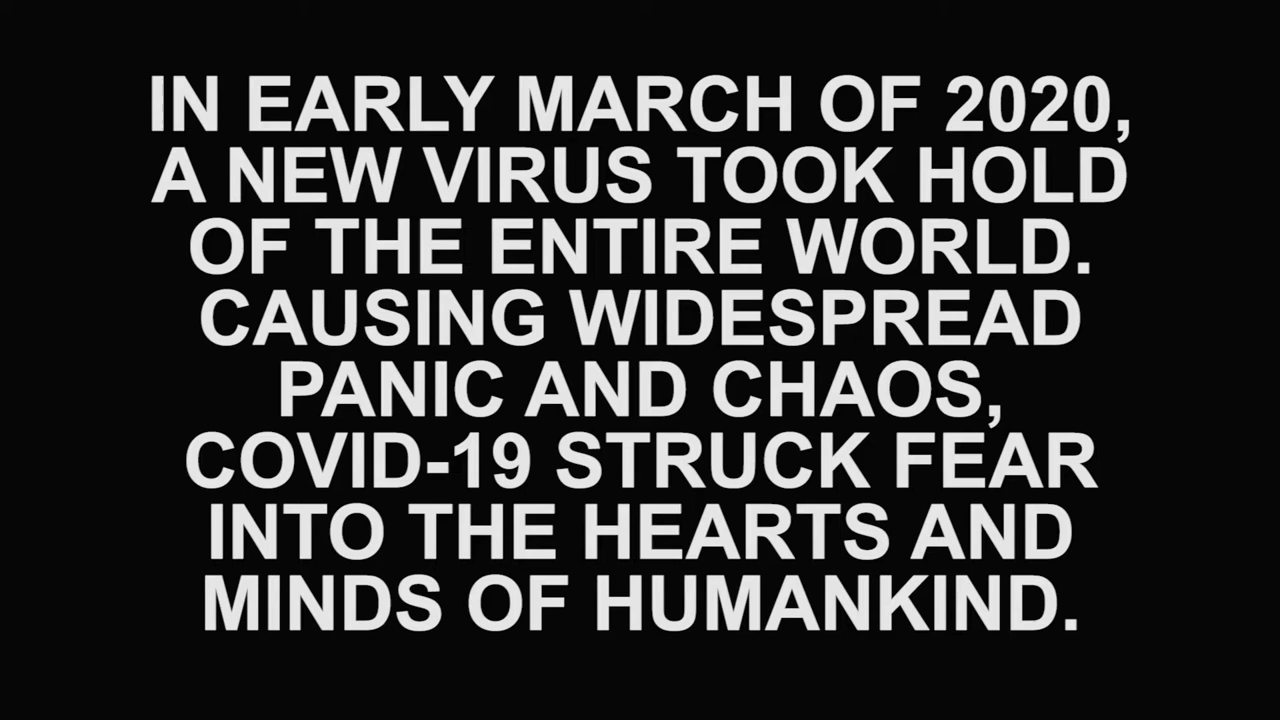 IN EARLY MARCH OF 2020,
A NEW VIRUS TOOK HOLD
OF THE ENTIRE WORLD.
CAUSING WIDESPREAD
PANIC AND CHAOS,
COVID-19 STRUCK FEAR
INTO THE HEARTS AND
MINDS OF HUMANKIND.